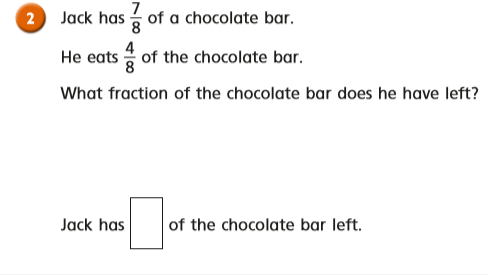 2 Jack has 7/8 of a chocolate bar.
He eats 4/8 of the chocolate bar.
What fraction of the chocolate bar does he have left?
Jack has of the chocolate bar left.